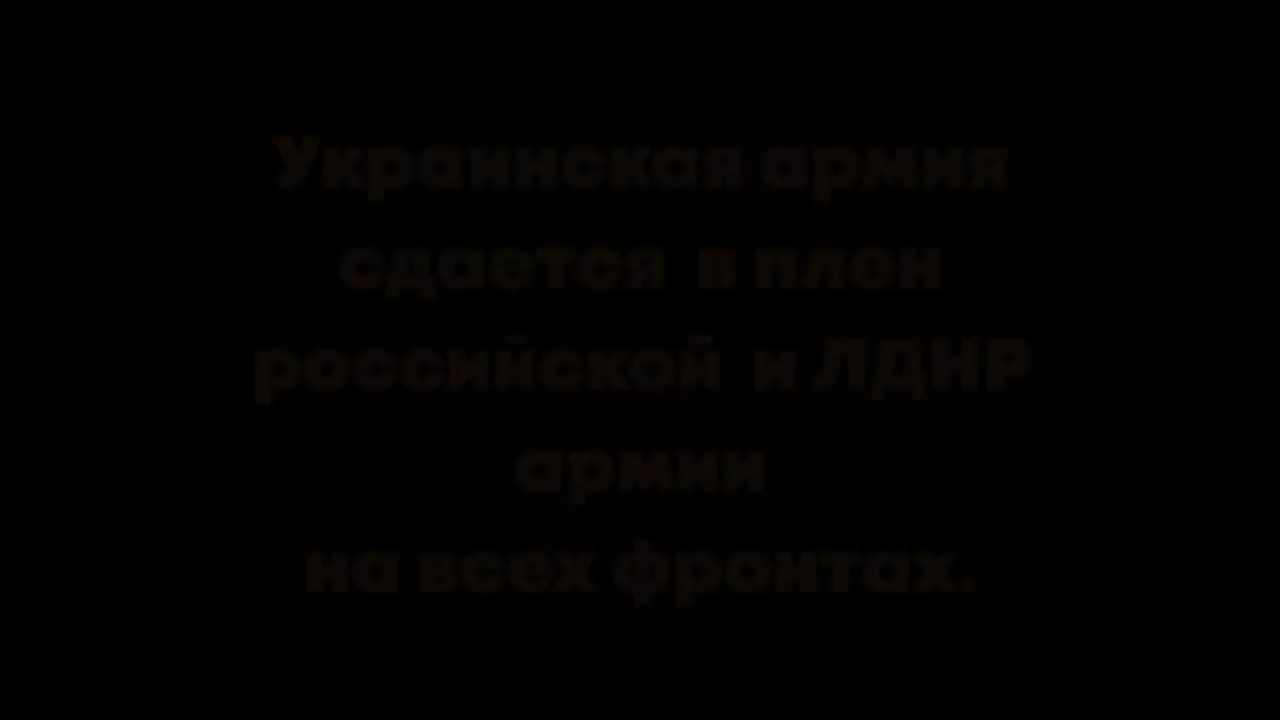 Украинская армия
сдается в плен
российской и ЛДНР
армии
на всех фронтах.